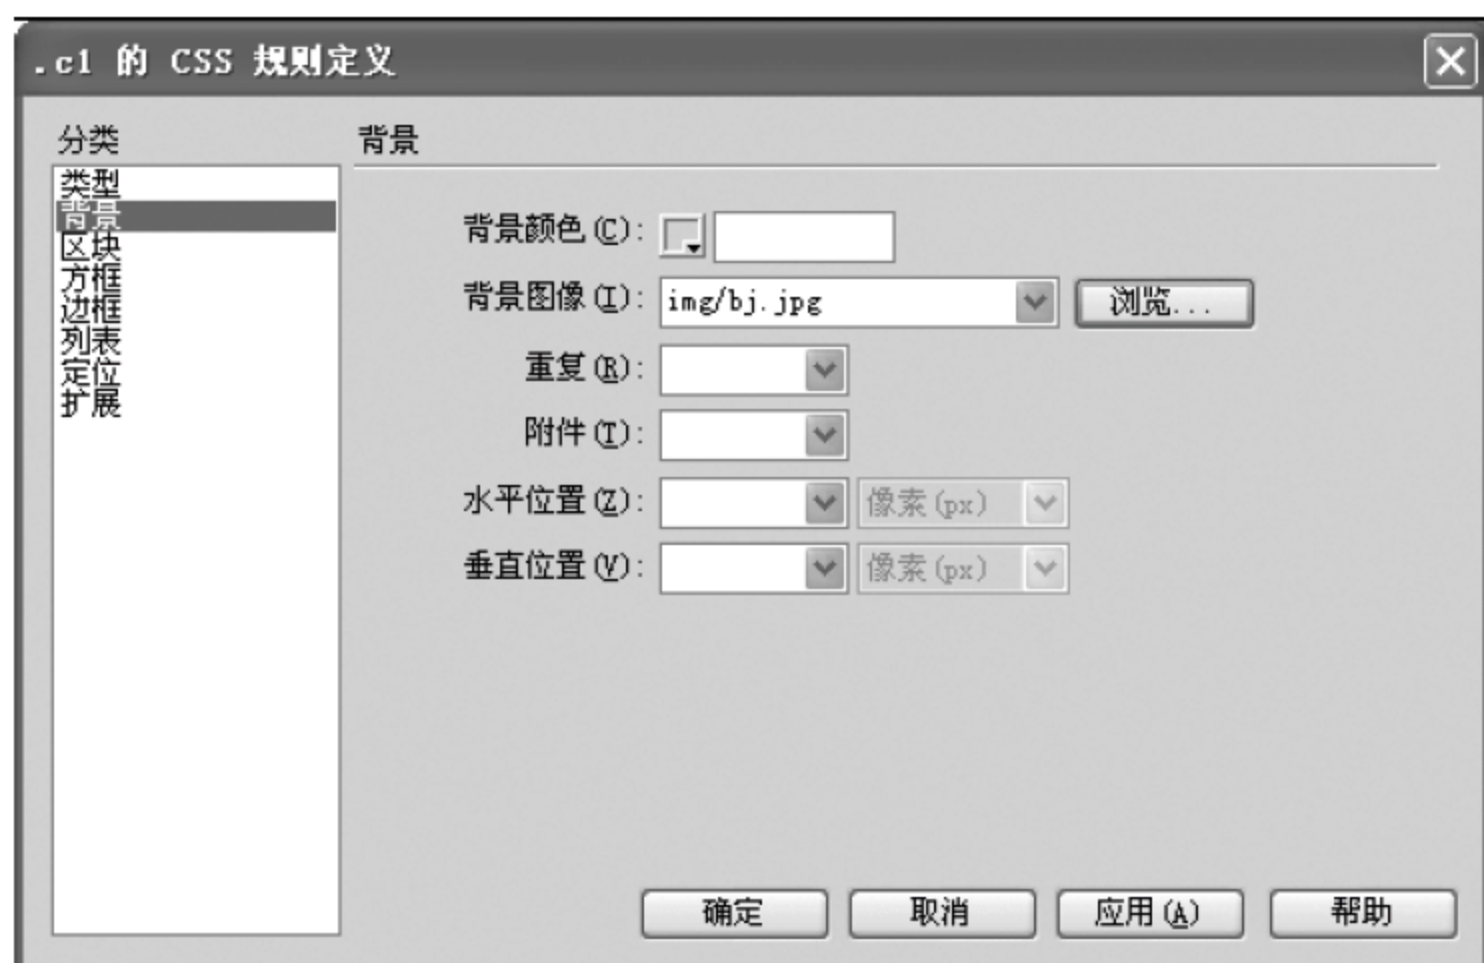 .c1 的 CSS 规则定义
分类
类型
背景
区块
方框
边框
列表
定位
扩展
背景
背景颜色(C):
背景图像(I): img/bj.jpg 浏览...
重复(R):
附件(T):
水平位置(Z): 像素(px)
垂直位置(V): 像素(px)
确定 取消 应用(A) 帮助